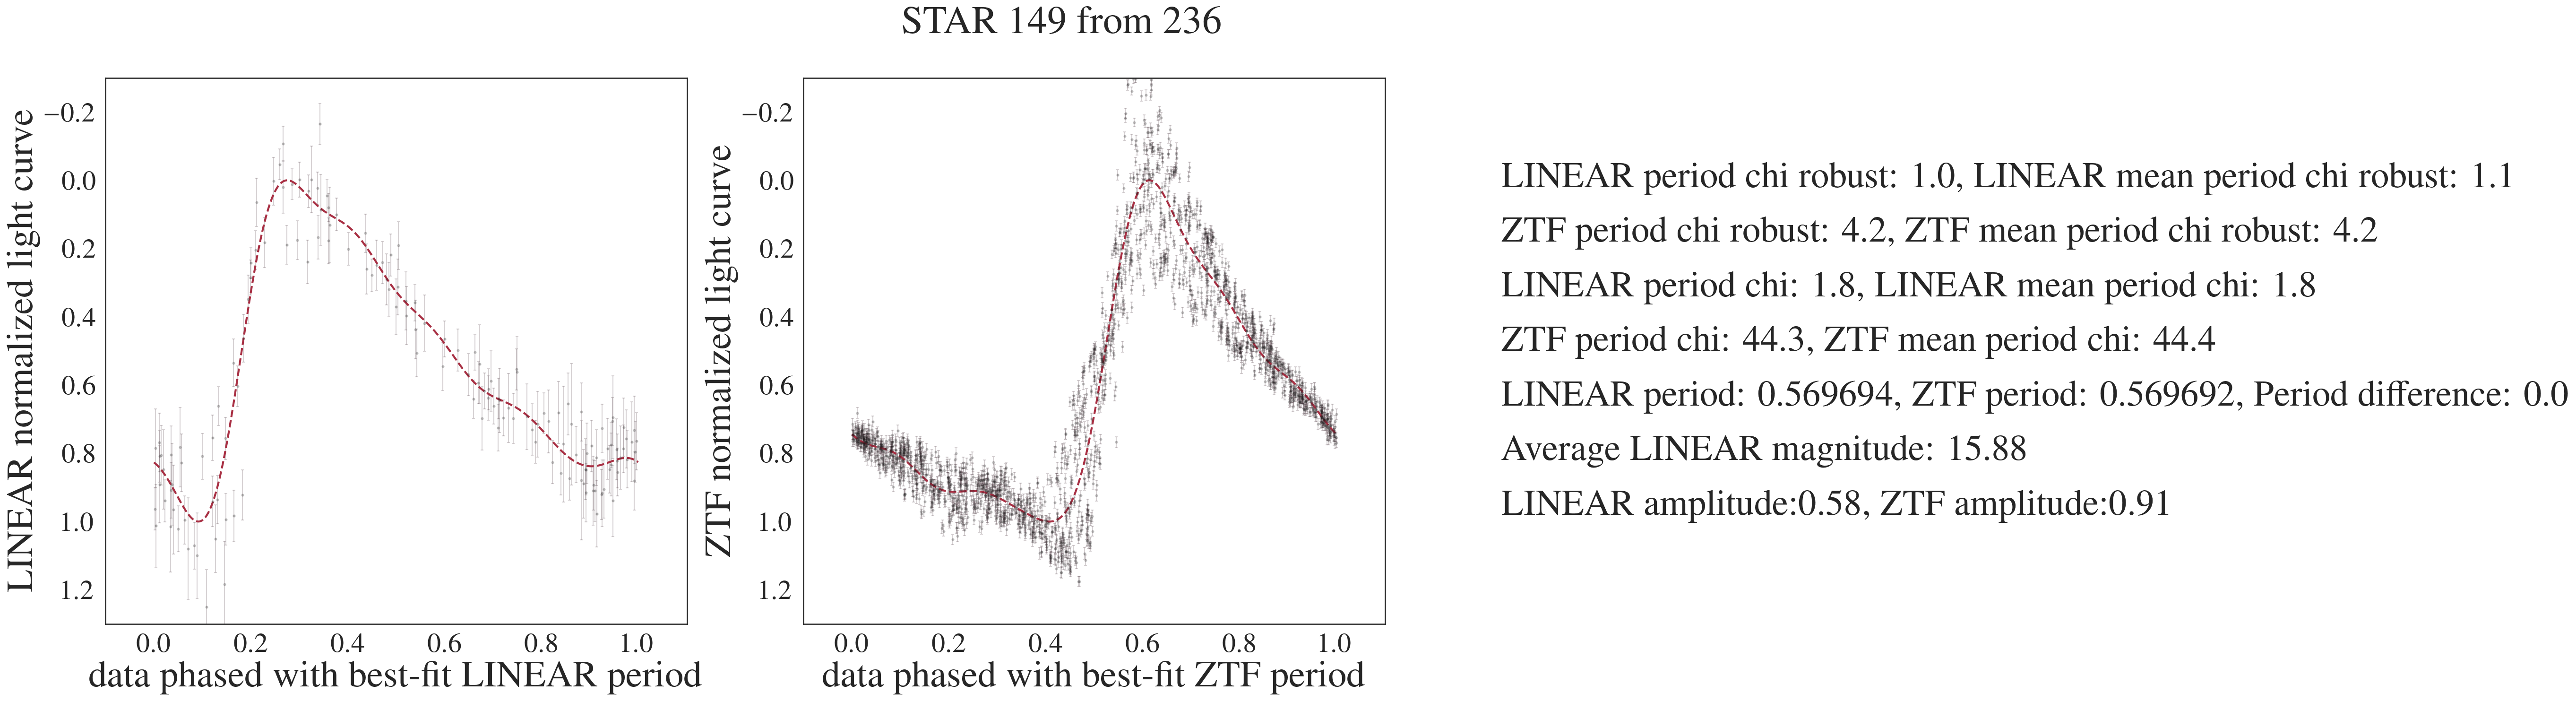 STAR 149 from 236
LINEAR normalized light curve
−0.2
0.0
0.2
0.4
0.6
0.8
1.0
1.2
0.0 0.2 0.4 0.6 0.8 1.0
data phased with best-fit LINEAR period
ZTF normalized light curve
−0.2
0.0
0.2
0.4
0.6
0.8
1.0
1.2
0.0 0.2 0.4 0.6 0.8 1.0
data phased with best-fit ZTF period
LINEAR period chi robust: 1.0, LINEAR mean period chi robust: 1.1
ZTF period chi robust: 4.2, ZTF mean period chi robust: 4.2
LINEAR period chi: 1.8, LINEAR mean period chi: 1.8
ZTF period chi: 44.3, ZTF mean period chi: 44.4
LINEAR period: 0.569694, ZTF period: 0.569692, Period difference: 0.0
Average LINEAR magnitude: 15.88
LINEAR amplitude:0.58, ZTF amplitude:0.91